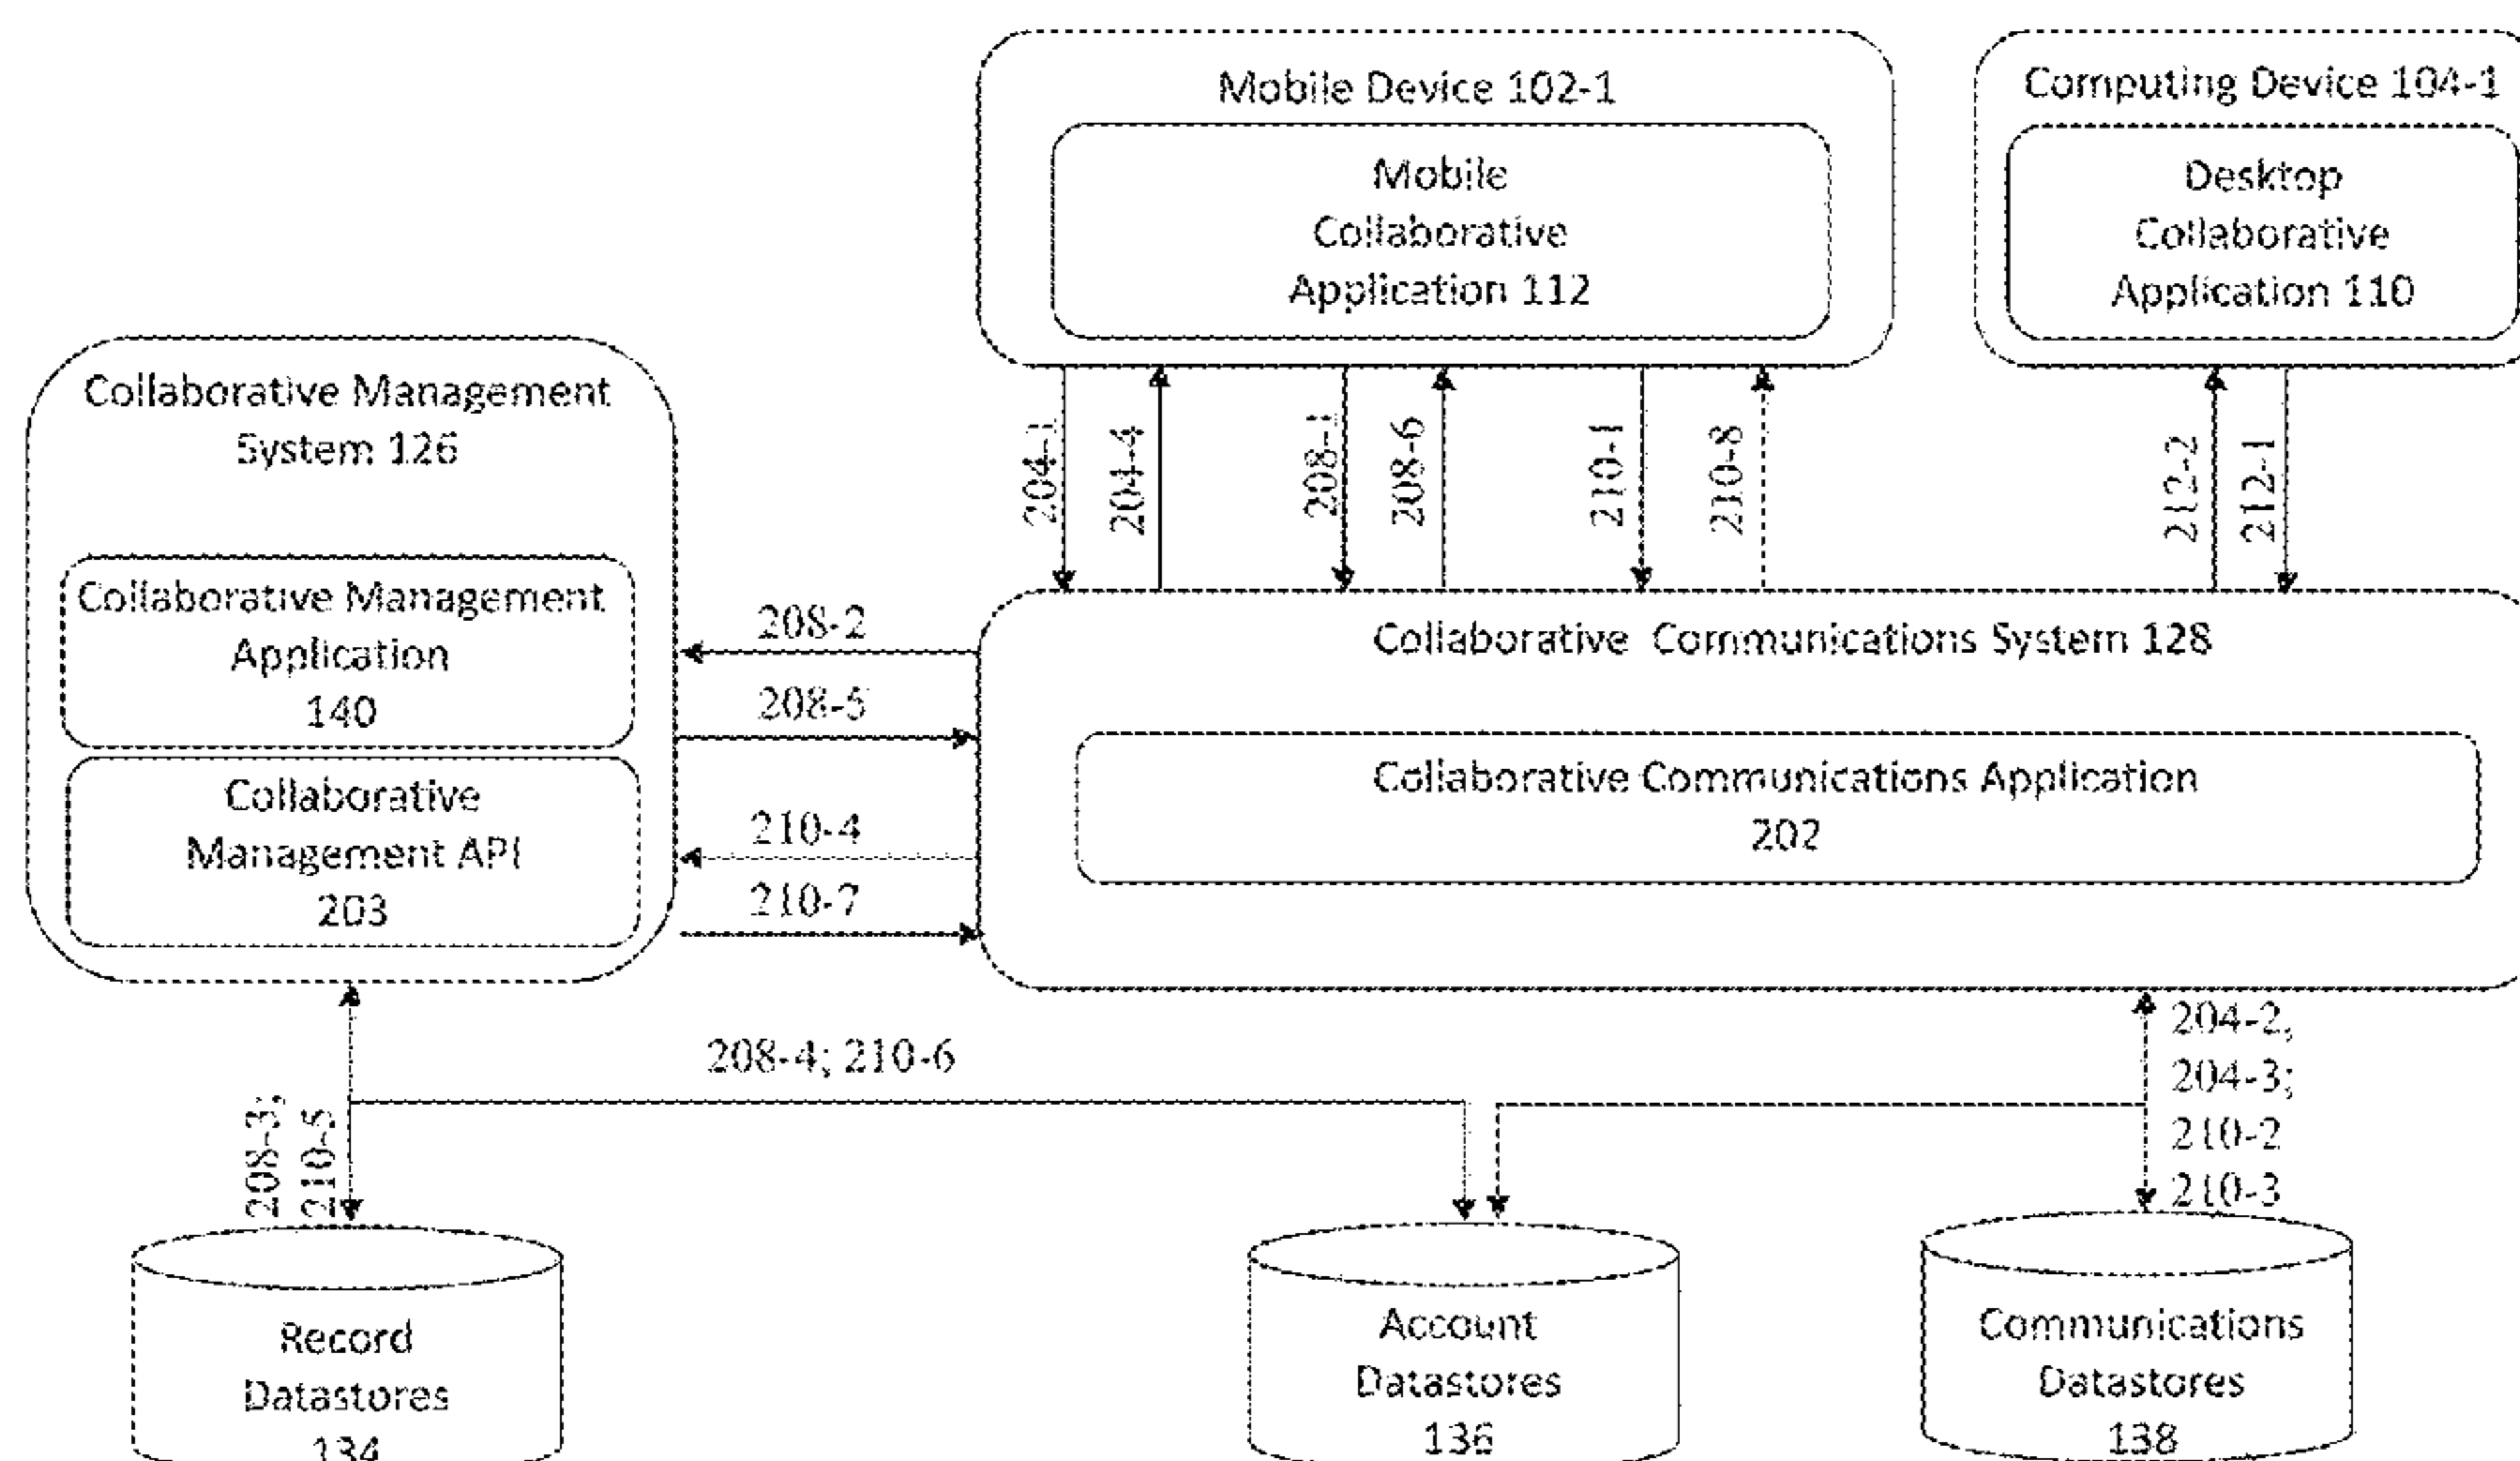 Mobile Device 102-1
Mobile
Collaborative
Application 112
Computing Device 104-1
Desktop
Collaborative
Application 110
Collaborative Management
System 126
Collaborative Management
Application
140
Collaborative
Management API
203
204-1
204-4
208-1
208-6
210-1
210-8
212-2
212-1
208-2
208-5
210-4
210-7
Collaborative Communications System 128
Collaborative Communications Application
202
208-4; 210-6
208-3;
210-5
204-2,
204-3;
210-2
210-3
Record
Datastores
134
Account
Datastores
136
Communications
Datastores
138